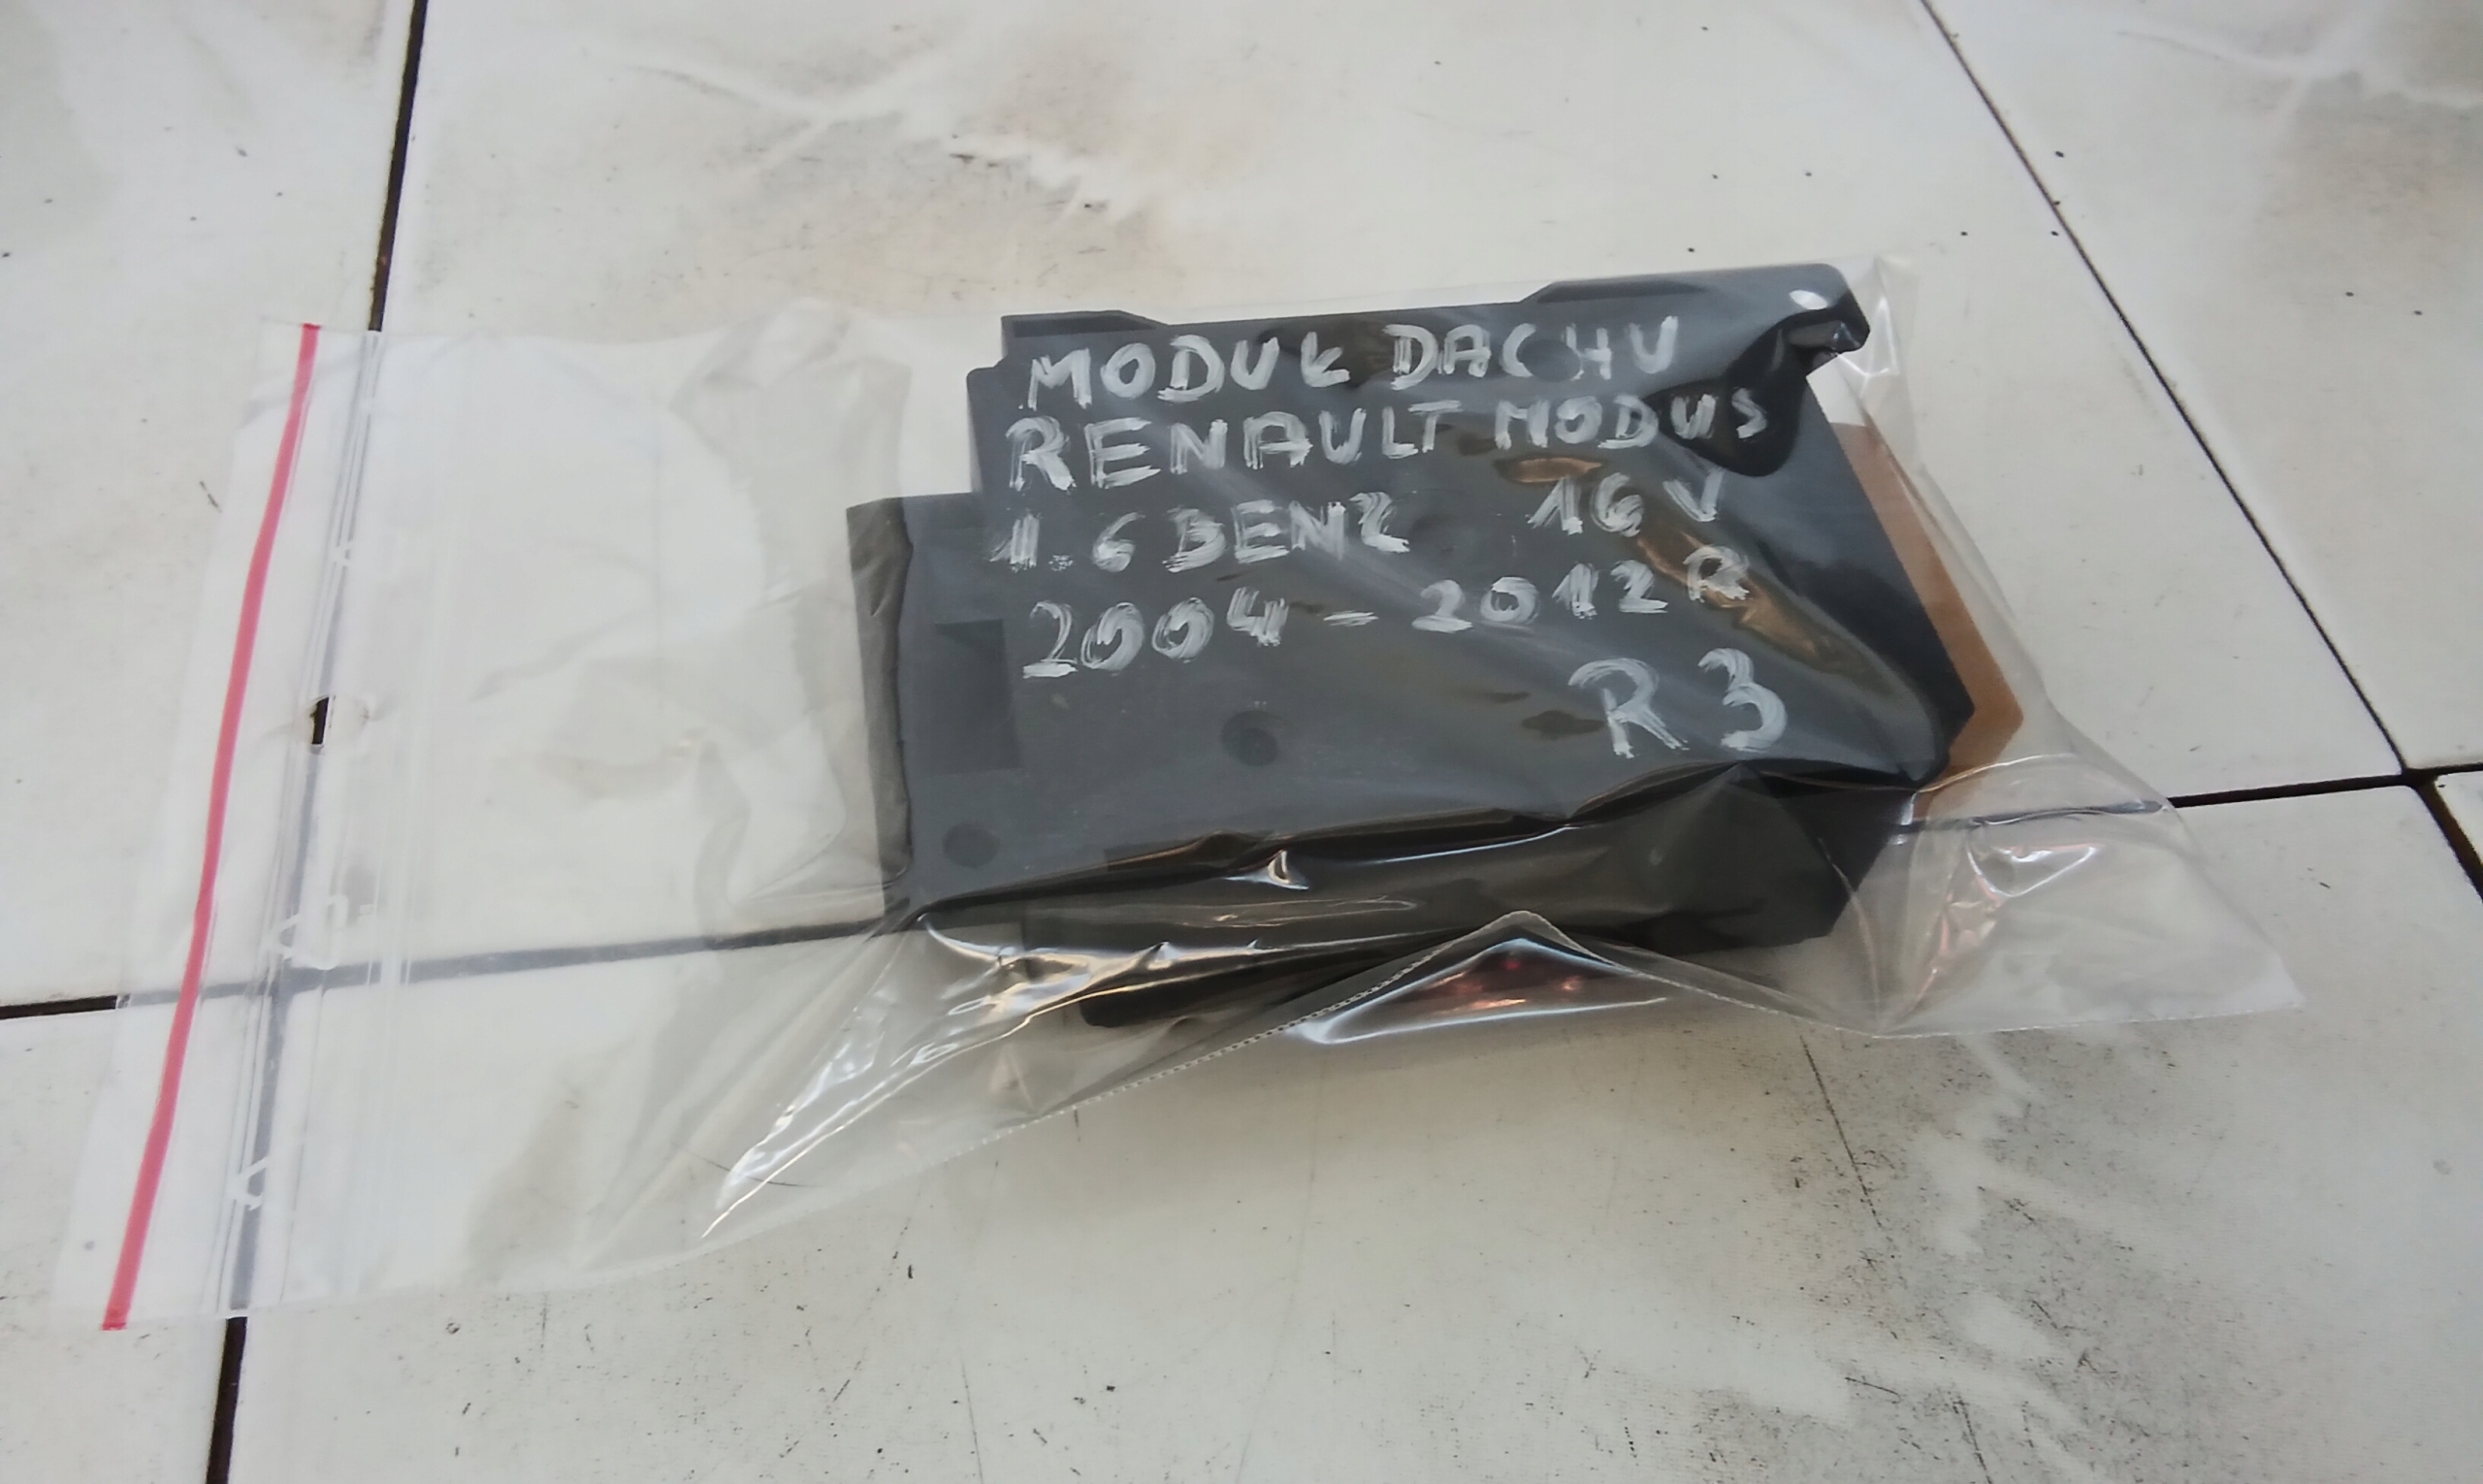 MODUŁ DACHU
RENAULT MODUS
1.6 BENZ 16V
2004-2012R
R3